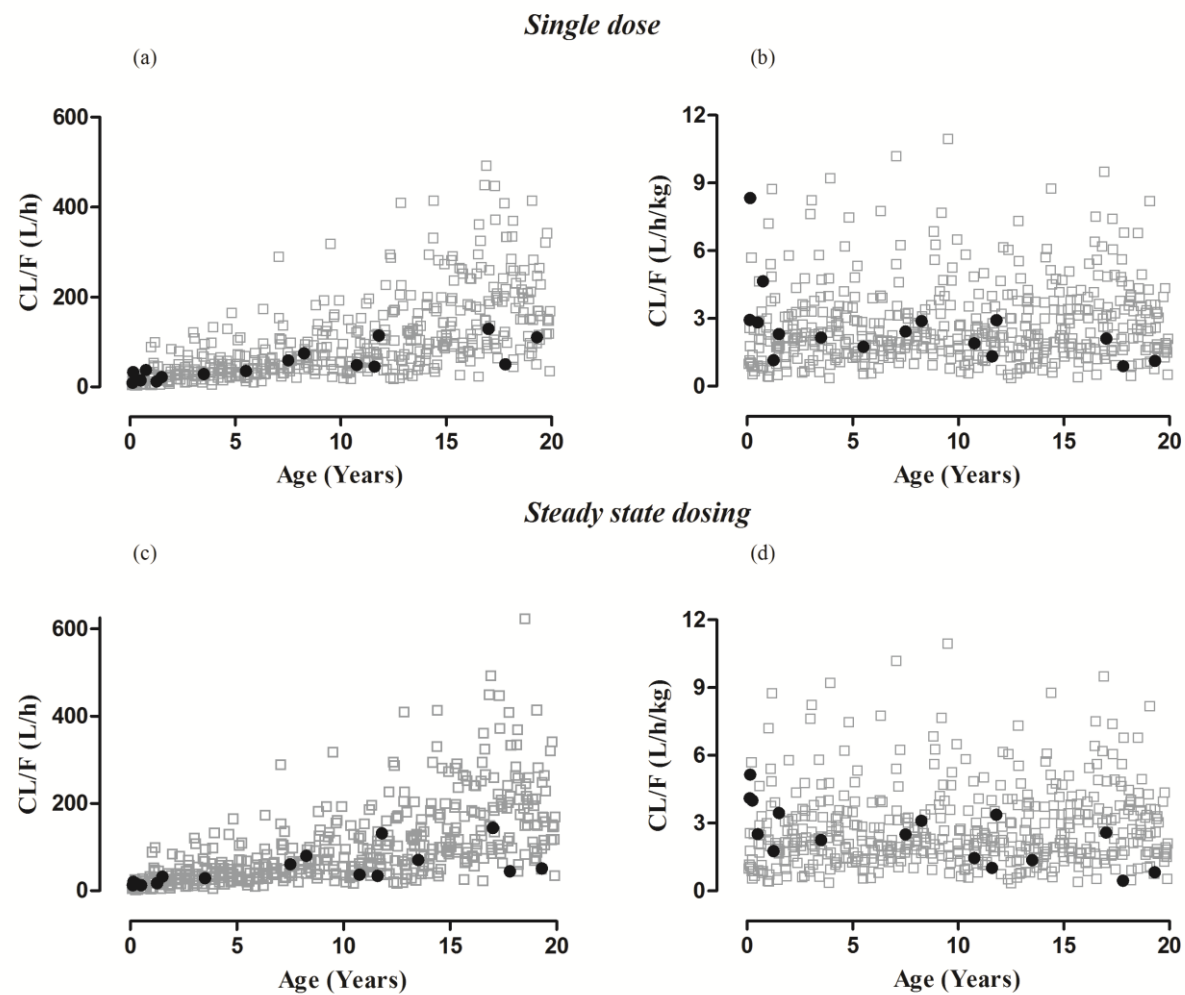 Single dose
(a)
(b)
CL/F (L/h)
600
400
200
0
0 5 10 15 20
Age (Years)
CL/F (L/h/kg)
12
9
6
3
0
0 5 10 15 20
Age (Years)
Steady state dosing
(c)
(d)
CL/F (L/h)
600
400
200
0
0 5 10 15 20
Age (Years)
CL/F (L/h/kg)
12
9
6
3
0
0 5 10 15 20
Age (Years)